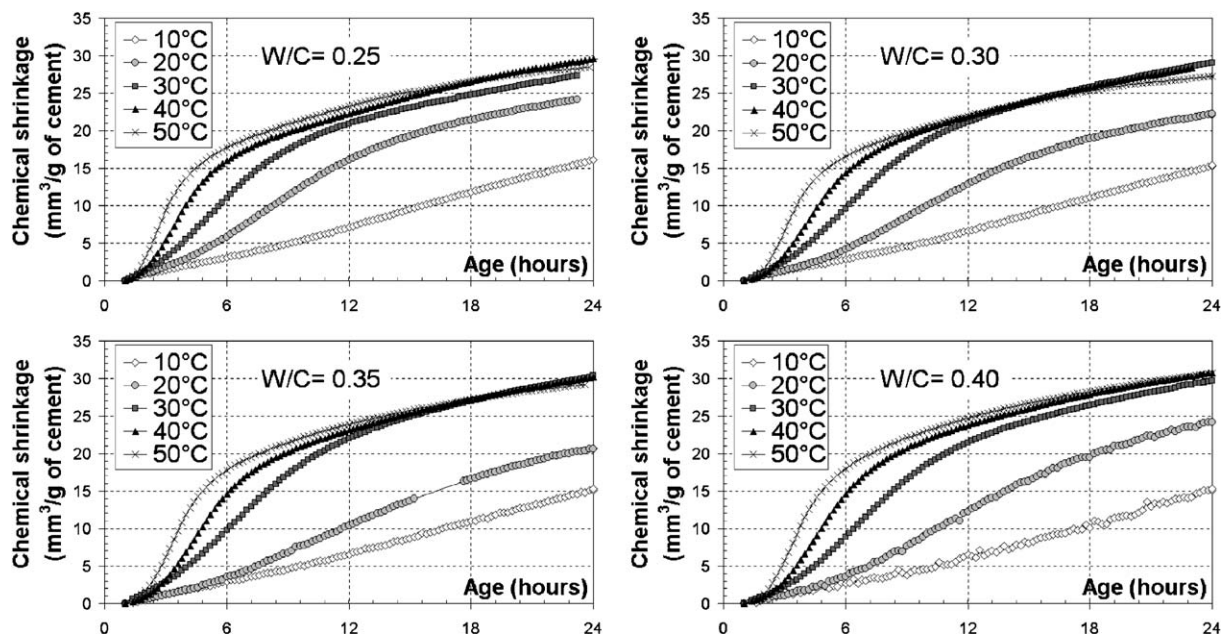 Chemical shrinkage
(mm³/g of cement)
35
30
25
20
15
10
5
0
10°C
20°C
30°C
40°C
50°C
W/C= 0.25
Age (hours)
0 6 12 18 24
Chemical shrinkage
(mm³/g of cement)
35
30
25
20
15
10
5
0
10°C
20°C
30°C
40°C
50°C
W/C= 0.30
Age (hours)
0 6 12 18 24
Chemical shrinkage
(mm³/g of cement)
35
30
25
20
15
10
5
0
10°C
20°C
30°C
40°C
50°C
W/C= 0.35
Age (hours)
0 6 12 18 24
Chemical shrinkage
(mm³/g of cement)
35
30
25
20
15
10
5
0
10°C
20°C
30°C
40°C
50°C
W/C= 0.40
Age (hours)
0 6 12 18 24